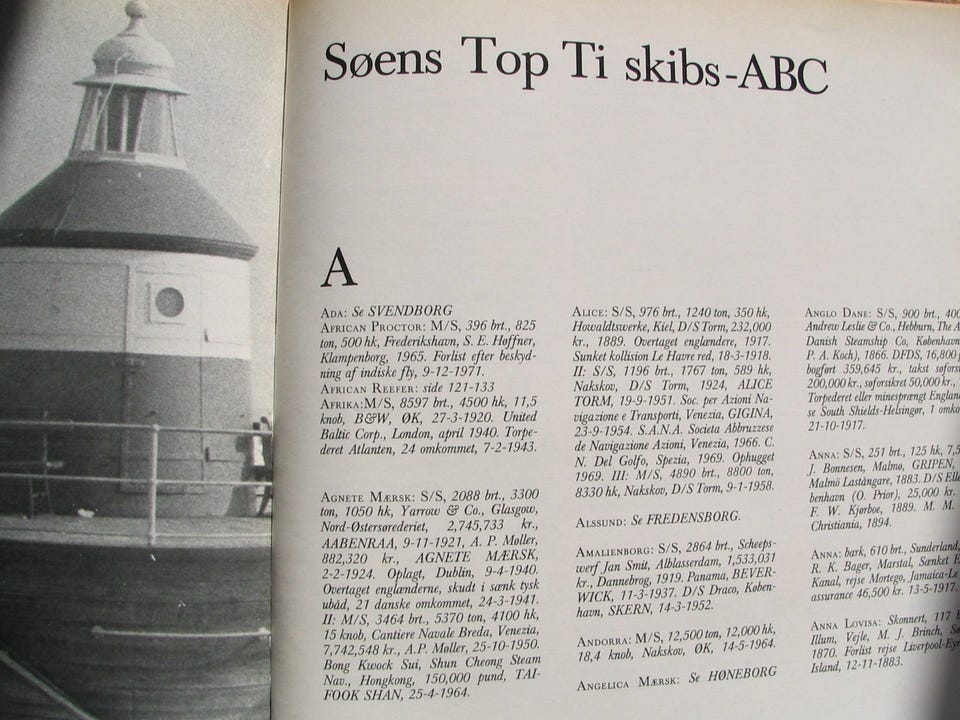 Søens Top Ti skibs-ABC
A
ADA: Se SVENDBORG
AFRICAN PROCTOR: M/S, 396 brt., 825
ton, 500 hk, Frederikshavn, S. E. Høffner,
Klampenborg, 1965. Forlist efter beskyd-
ning af indiske fly, 9-12-1971.
AFRICAN REEFER: side 121-133
AFRIKA:M/S, 8597 brt., 4500 hk, 11,5
knob, B&W, ØK, 27-3-1920. United
Baltic Corp., London, april 1940. Torpe-
deret Atlanten, 24 omkommet, 7-2-1943.
AGNETE MÆRSK: S/S, 2088 brt., 3300
ton, 1050 hk, Yarrow & Co., Glasgow,
Nord-Østersørederiet, 2,745,733 kr.,
AABENRAA, 9-11-1921, A. P. Møller,
882,320 kr., AGNETE MÆRSK,
2-2-1924. Oplagt, Dublin, 9-4-1940.
Overtaget englænderne, skudt i sænk tysk
ubåd, 21 danske omkommet, 24-3-1941.
II: M/S, 3464 brt., 5370 ton, 4100 hk,
15 knob, Cantiere Navale Breda, Venezia,
7,742,548 kr., A.P. Møller, 25-10-1950.
Bong Kwock Sui, Shun Cheong Steam
Nav., Hongkong, 150,000 pund, TAI-
FOOK SHAN, 25-4-1964.
ALICE: S/S, 976 brt., 1240 ton, 350 hk,
Howaldtswerke, Kiel, D/S Torm, 232,000
kr., 1889. Overtaget englændere, 1917.
Sunket kollision Le Havre red, 18-3-1918.
II: S/S, 1196 brt., 1767 ton, 589 hk,
Nakskov, D/S Torm, 1924, ALICE
TORM, 19-9-1951. Soc. per Azioni Na-
vigazione e Transporti, Venezia, GIGINA,
23-9-1954. S.A.N.A. Societa Abbruzzese
de Navigazione Azioni, Venezia, 1966. C.
N. Del Golfo, Spezia, 1969. Ophugget
1969. III: M/S, 4890 brt., 8800 ton,
8330 hk, Nakskov, D/S Torm, 9-1-1958.
ALSSUND: Se FREDENSBORG.
AMALIENBORG: S/S, 2864 brt., Scheeps-
werf Jan Smit, Alblasserdam, 1,533,031
kr., Dannebrog, 1919. Panama, BEVER-
WICK, 11-3-1937. D/S Draco, Køben-
havn, SKERN, 14-3-1952.
ANDORRA: M/S, 12,500 ton, 12,000 hk,
18,4 knob, Nakskov, ØK, 14-5-1964.
ANGELICA MÆRSK: Se HØNEBORG
ANGLO DANE: S/S, 900 brt., 400
Andrew Leslie & Co., Hebburn, The A
Danish Steamship Co, København
P. A. Koch), 1866. DFDS, 16,800
bogført 359,645 kr., takst søfors
200,000 kr., søforsikret 50,000 kr.,
Torpederet eller minesprængt England
se South Shields-Helsingør, 1 omko
21-10-1917.
ANNA: S/S, 251 brt., 125 hk, 7,5
J. Bonnesen, Malmø, GRIPEN,
Malmö Lastångare, 1883. D/S Elle
benhavn (O. Prior), 25,000 kr.
F. W. Kjørboe, 1889. M. M.
Christiania, 1894.
ANNA: bark, 610 brt., Sunderland,
R. K. Bager, Marstal, Sænket E
Kanal, rejse Mortego, Jamaica-Le
assurance 46,500 kr. 13-5-1917.
ANNA LOVISA: Skonnert, 117 b
Illum, Vejle, M. J. Brinch, Sø
1870. Forlist rejse Liverpool-Eyr
Island, 12-11-1883.